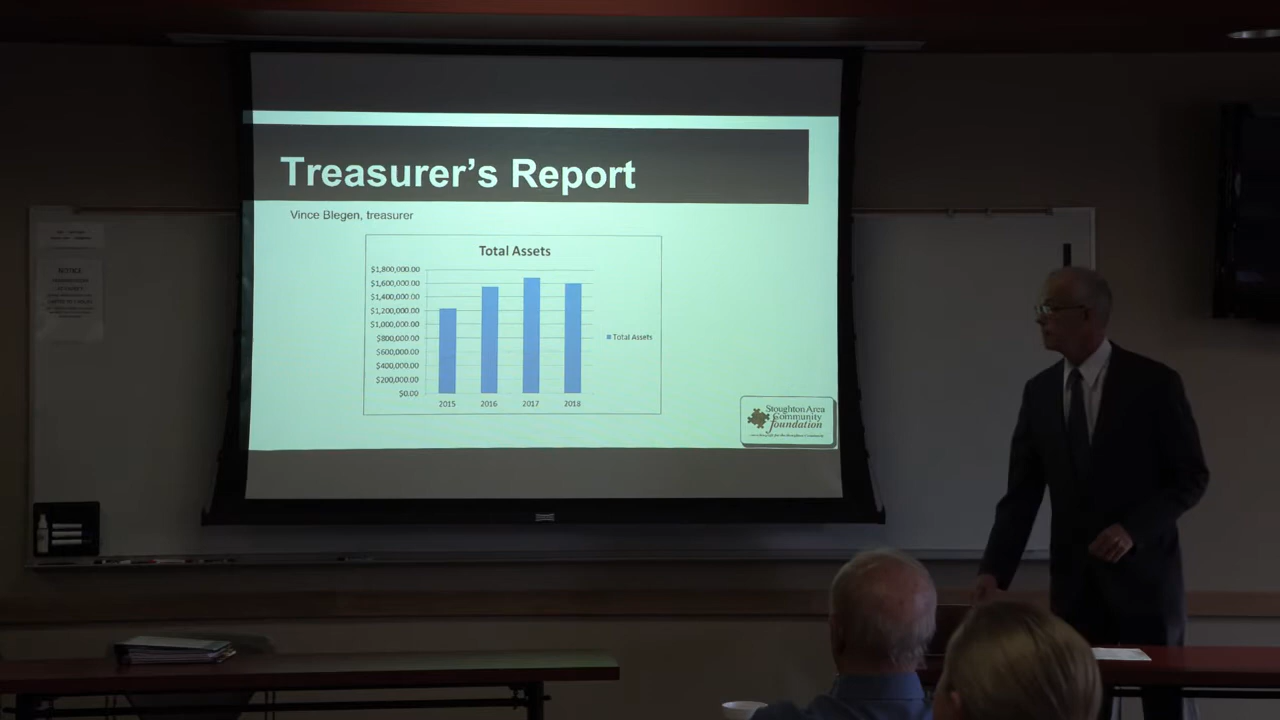 Treasurer's Report
Vince Blegen, treasurer
Total Assets
$1,800,000.00
$1,600,000.00
$1,400,000.00
$1,200,000.00
$1,000,000.00
$800,000.00
$600,000.00
$400,000.00
$200,000.00
$0.00
2015 2016 2017 2018
Total Assets
Stoughton Area
Community
foundation
NOTICE